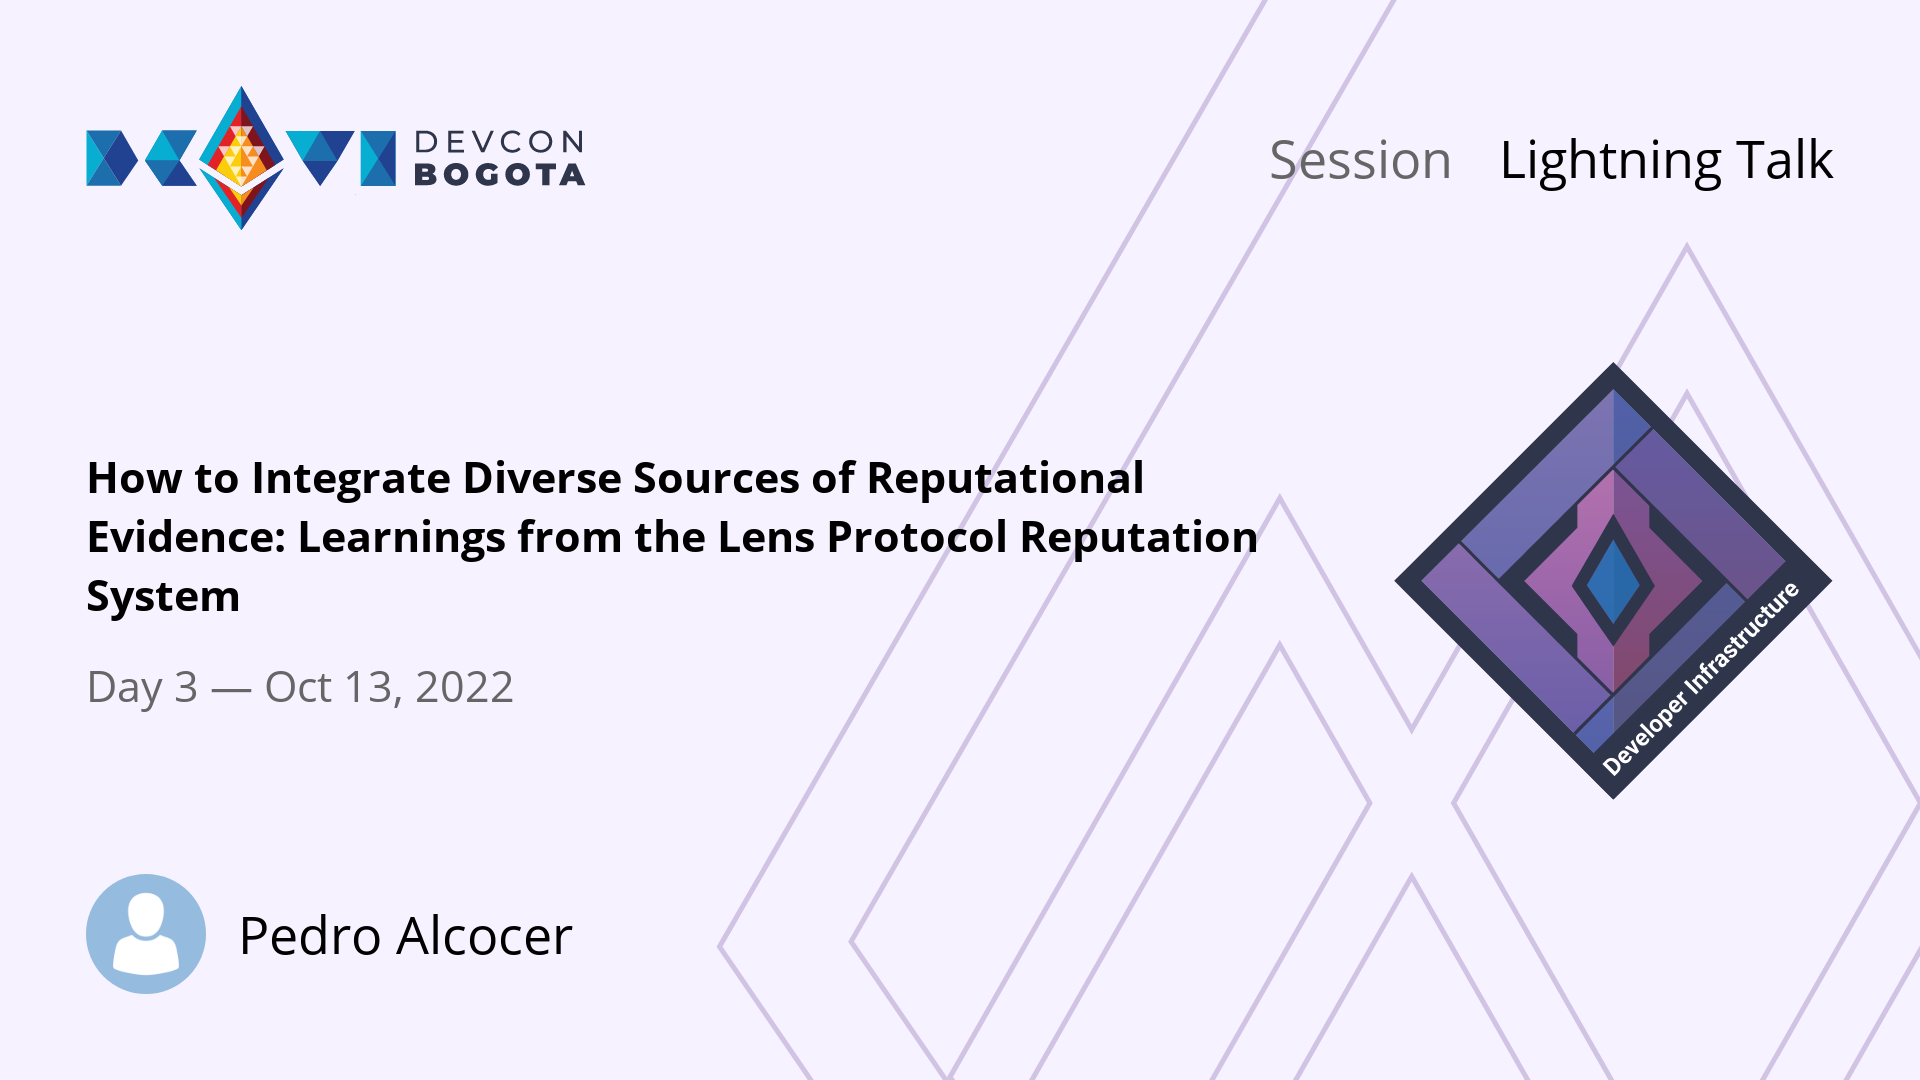 DEVCON
BOGOTA
Session Lightning Talk
How to Integrate Diverse Sources of Reputational
Evidence: Learnings from the Lens Protocol Reputation
System
Day 3 — Oct 13, 2022
Developer Infrastructure
Pedro Alcocer